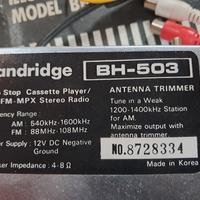 andridge BH-503
Stop Cassette Player/
FM-MPX Stereo Radio
ency Range
AM : 540kHz-1600kHz
FM : 88MHz-108MHz
Supply : 12V DC Negative
Ground
er Impedance : 4-8 Ω
ANTENNA TRIMMER
Tune in a Weak
1200-1400kHz Station
for AM.
Maximize output with
antenna trimmer.
NO.8728334
Made in Korea